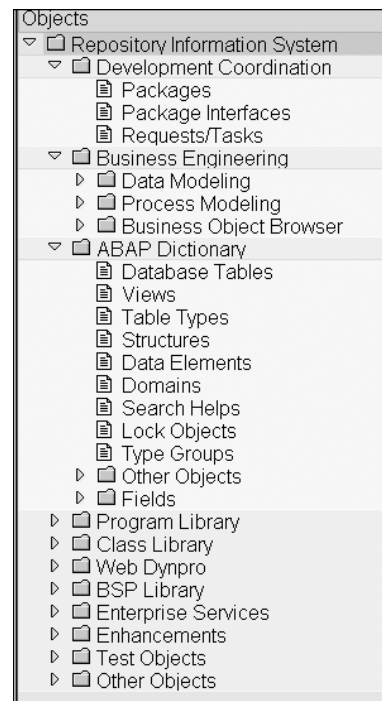 Objects
Repository Information System
Development Coordination
Packages
Package Interfaces
Requests/Tasks
Business Engineering
Data Modeling
Process Modeling
Business Object Browser
ABAP Dictionary
Database Tables
Views
Table Types
Structures
Data Elements
Domains
Search Helps
Lock Objects
Type Groups
Other Objects
Fields
Program Library
Class Library
Web Dynpro
BSP Library
Enterprise Services
Enhancements
Test Objects
Other Objects